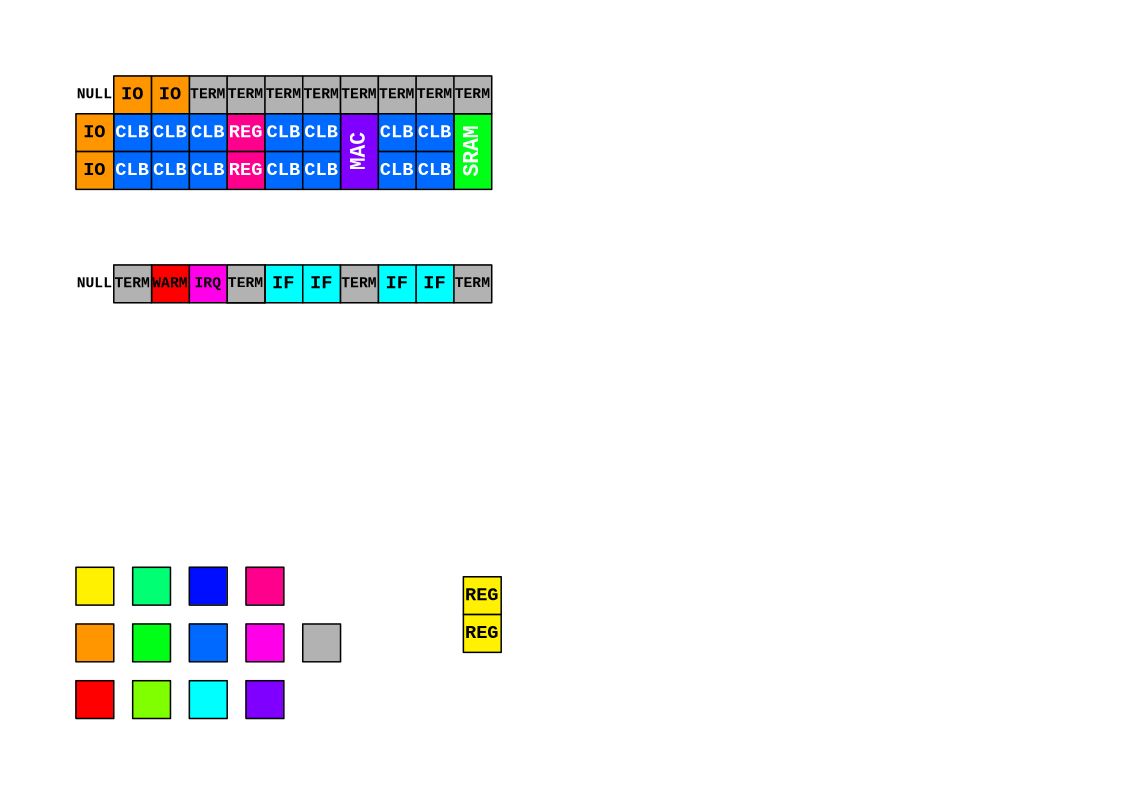 NULL IO IO TERM TERM TERM TERM TERM TERM TERM TERM
IO CLB CLB CLB REG CLB CLB MAC CLB CLB SRAM
IO CLB CLB CLB REG CLB CLB CLB CLB
NULL TERM WARM IRQ TERM IF IF TERM IF IF TERM
REG
REG